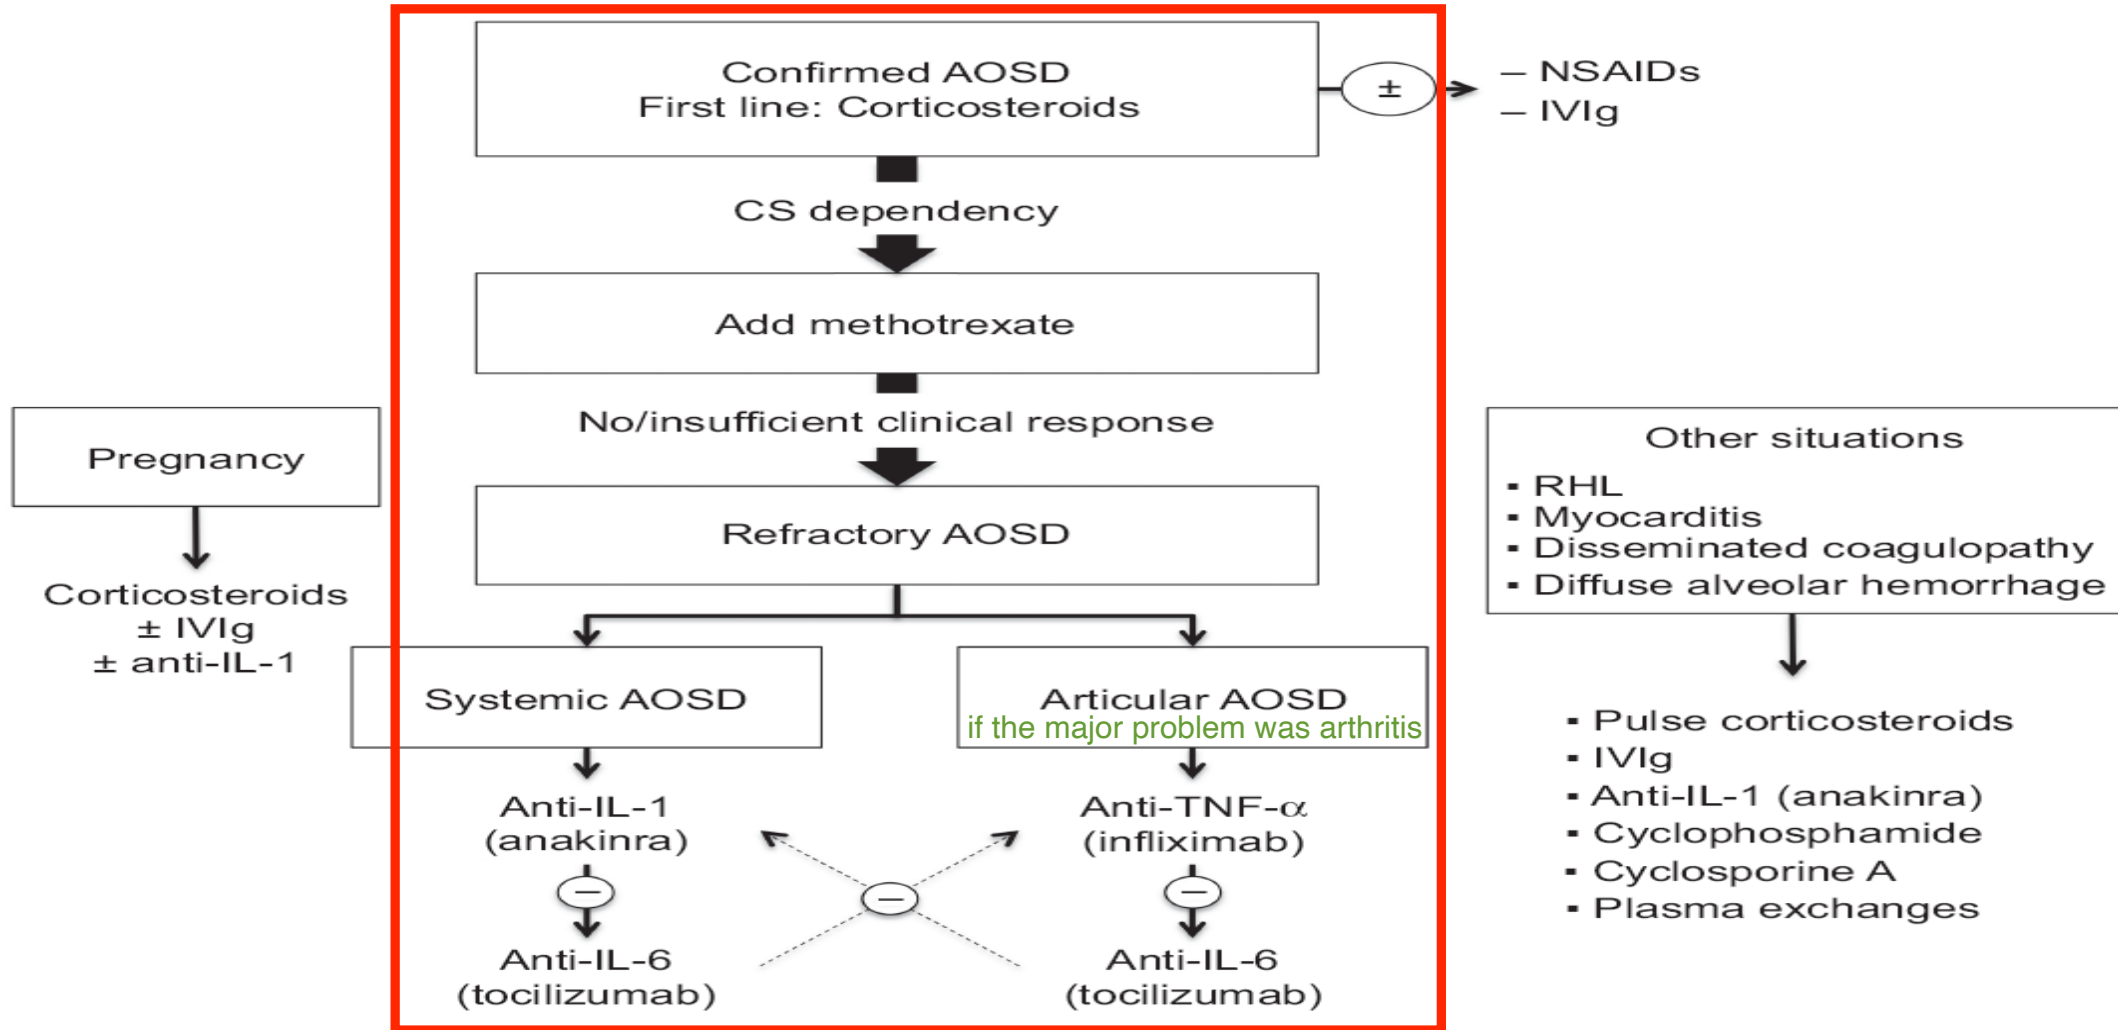 Confirmed AOSD
First line: Corticosteroids
±
– NSAIDs
– IVIg
CS dependency
Add methotrexate
No/insufficient clinical response
Refractory AOSD
Systemic AOSD
Articular AOSD
if the major problem was arthritis
Anti-IL-1
(anakinra)
Anti-TNF-α
(infliximab)
–
–
–
Anti-IL-6
(tocilizumab)
Anti-IL-6
(tocilizumab)
Pregnancy
Corticosteroids
± IVIg
± anti-IL-1
Other situations
▪ RHL
▪ Myocarditis
▪ Disseminated coagulopathy
▪ Diffuse alveolar hemorrhage
▪ Pulse corticosteroids
▪ IVIg
▪ Anti-IL-1 (anakinra)
▪ Cyclophosphamide
▪ Cyclosporine A
▪ Plasma exchanges